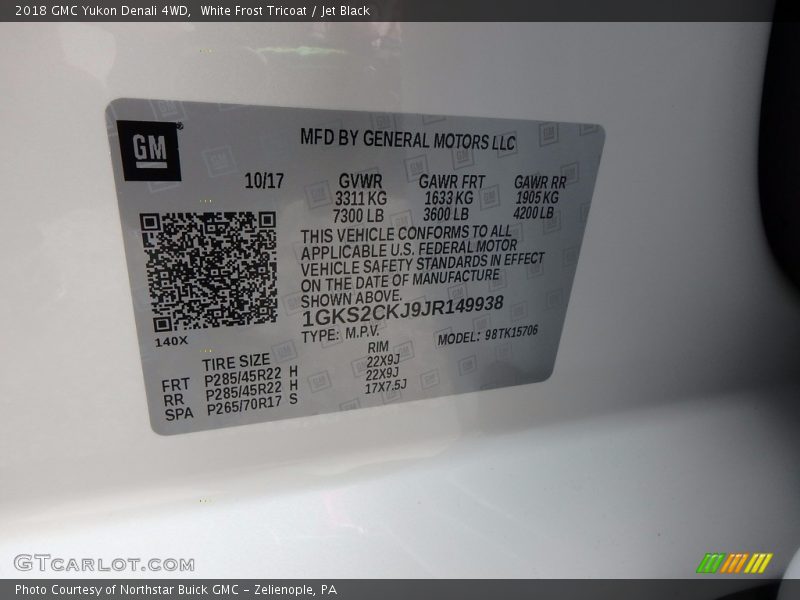 2018 GMC Yukon Denali 4WD,  White Frost Tricoat / Jet Black
GM
MFD BY GENERAL MOTORS LLC
10/17
GVWR GAWR FRT GAWR RR
3311 KG 1633 KG 1905 KG
7300 LB 3600 LB 4200 LB
THIS VEHICLE CONFORMS TO ALL
APPLICABLE U.S. FEDERAL MOTOR
VEHICLE SAFETY STANDARDS IN EFFECT
ON THE DATE OF MANUFACTURE
SHOWN ABOVE.
1GKS2CKJ9JR149938
TYPE: M.P.V. MODEL: 98TK15706
140X
TIRE SIZE RIM
FRT P285/45R22 H 22X9J
RR P285/45R22 H 22X9J
SPA P265/70R17 S 17X7.5J
GTCARLOT.COM
Photo Courtesy of Northstar Buick GMC – Zelienople, PA